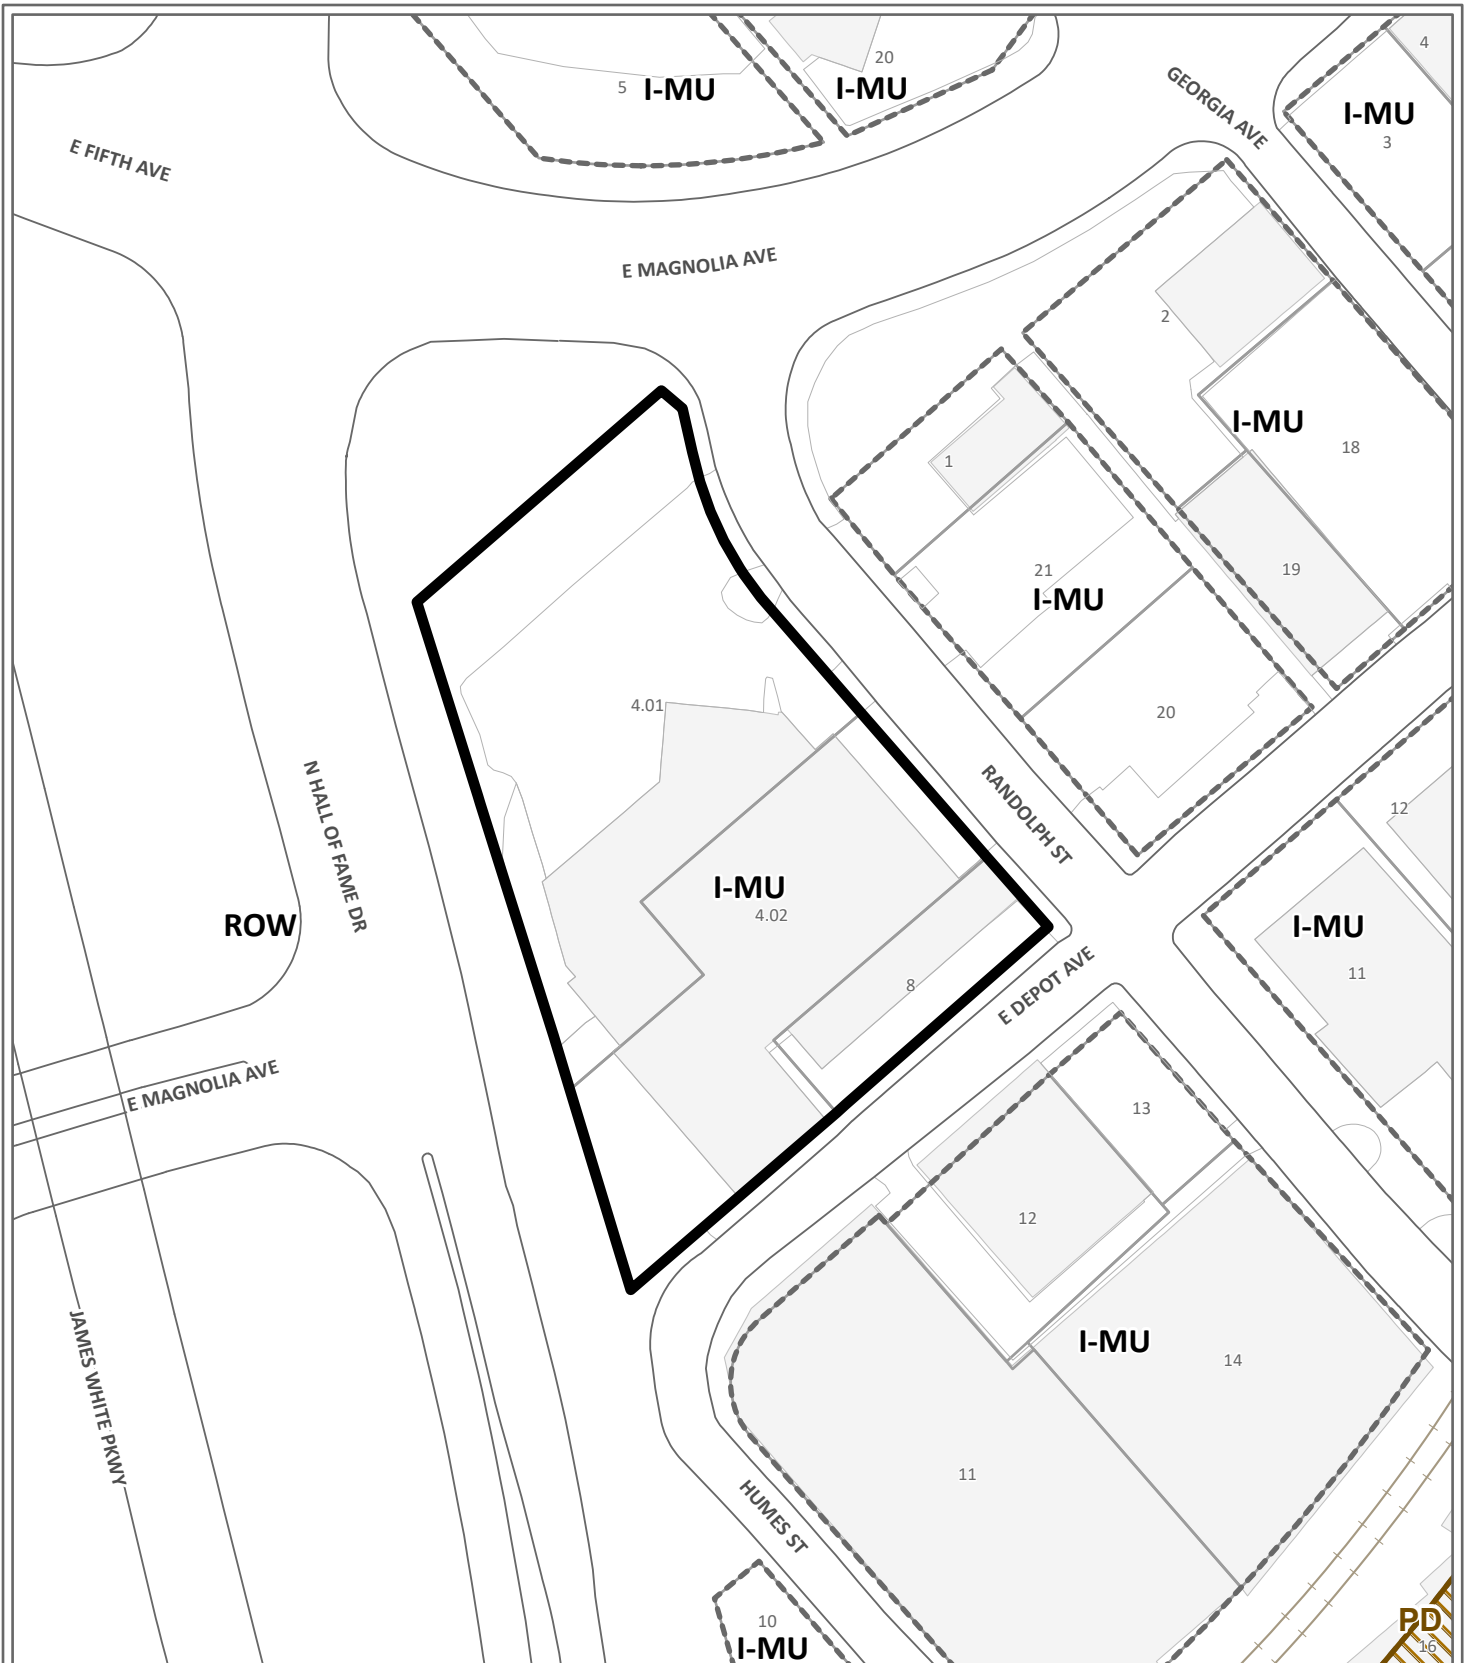 4
20
5
I-MU
I-MU
GEORGIA AVE
I-MU
3
E FIFTH AVE
E MAGNOLIA AVE
2
I-MU
18
1
21
19
I-MU
4.01
20
N HALL OF FAME DR
RANDOLPH ST
12
I-MU
4.02
ROW
I-MU
11
8
E DEPOT AVE
E MAGNOLIA AVE
13
12
I-MU
14
JAMES WHITE PKWY
11
HUMES ST
10
I-MU
PD
16